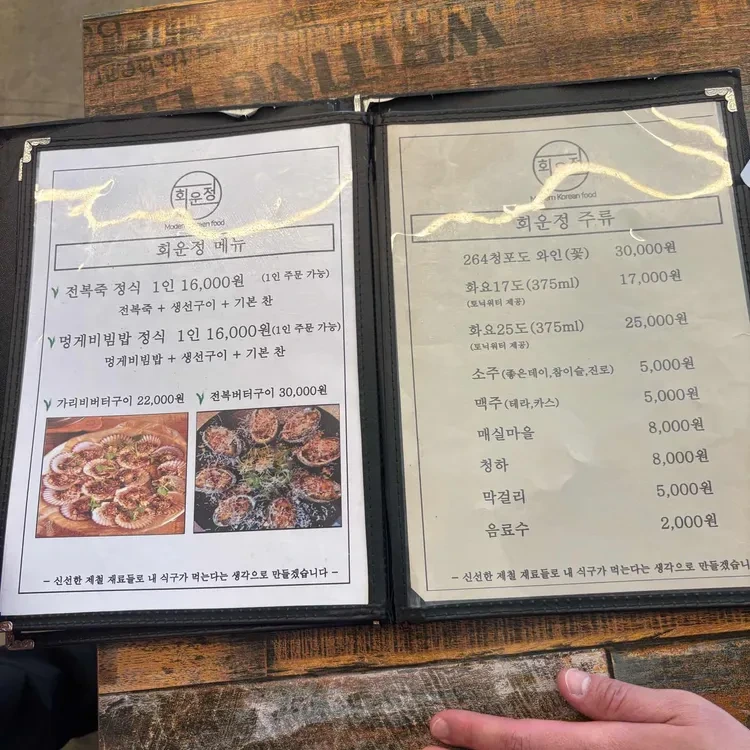 WRITING
회운정
Modern Korean food
회운정 메뉴
전복죽 정식 1인 16,000원 (1인 주문 가능)
전복죽 + 생선구이 + 기본 찬
멍게비빔밥 정식 1인 16,000원(1인 주문 가능)
멍게비빔밥 + 생선구이 + 기본 찬
가리비버터구이 22,000원
전복버터구이 30,000원
- 신선한 제철 재료들로 내 식구가 먹는다는 생각으로 만들겠습니다 -
회운정
Modern Korean food
회운정 주류
264청포도 와인(꽃) 30,000원
화요17도(375ml) 17,000원
(토닉워터 제공)
화요25도(375ml) 25,000원
(토닉워터 제공)
소주(좋은데이,참이슬,진로) 5,000원
맥주(테라,카스) 5,000원
매실마을 8,000원
청하 8,000원
막걸리 5,000원
음료수 2,000원
- 신선한 제철 재료들로 내 식구가 먹는다는 생각으로 만들겠습니다